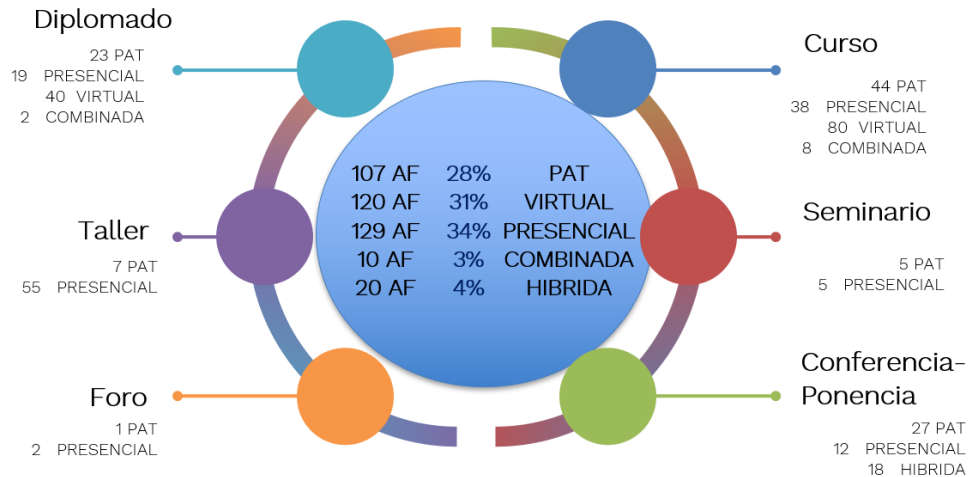 Diplomado
23 PAT
19 PRESENCIAL
40 VIRTUAL
2 COMBINADA
Taller
7 PAT
55 PRESENCIAL
Foro
1 PAT
2 PRESENCIAL
107 AF 28% PAT
120 AF 31% VIRTUAL
129 AF 34% PRESENCIAL
10 AF 3% COMBINADA
20 AF 4% HIBRIDA
Curso
44 PAT
38 PRESENCIAL
80 VIRTUAL
8 COMBINADA
Seminario
5 PAT
5 PRESENCIAL
Conferencia-
Ponencia
27 PAT
12 PRESENCIAL
18 HIBRIDA